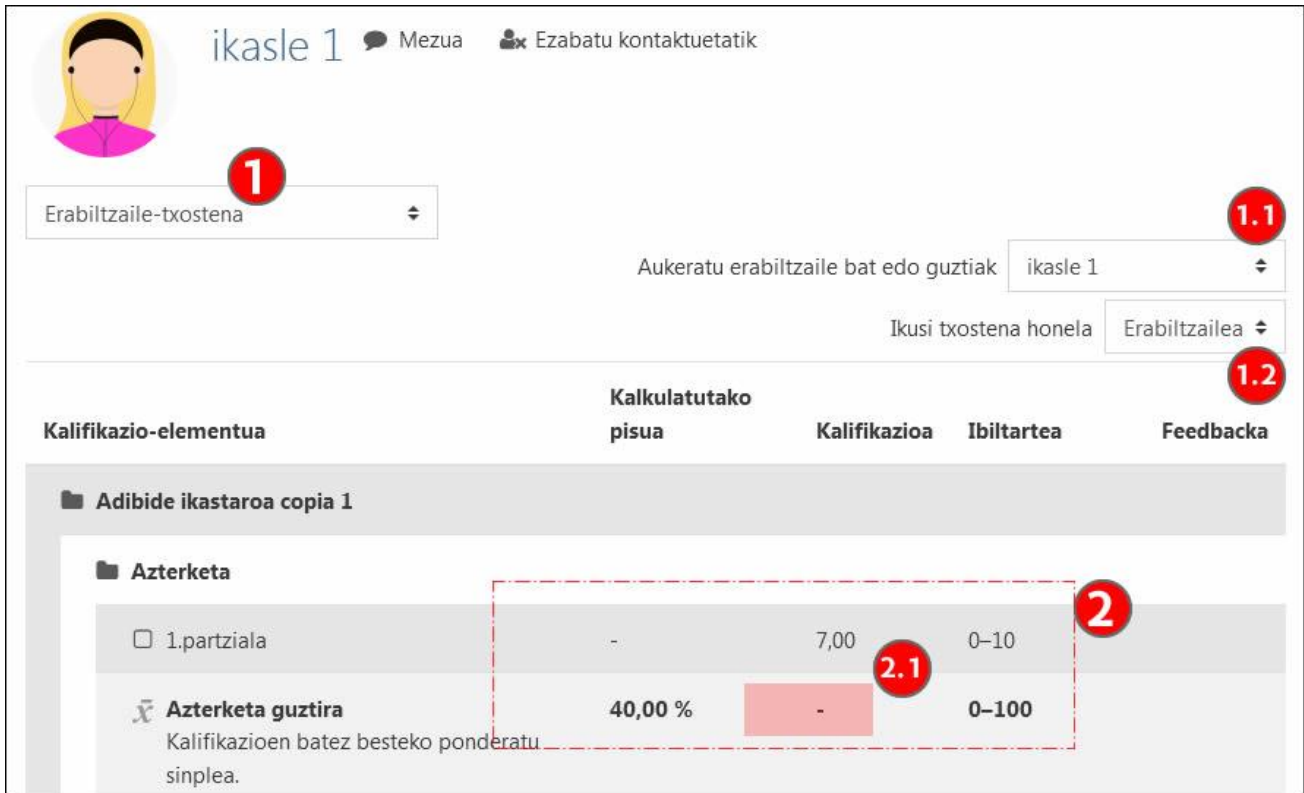 ikasle 1 Mezua Ezabatu kontaktuetatik
1
Erabiltzaile-txostena
1.1
Aukeratu erabiltzaile bat edo guztiak ikasle 1
Ikusi txostena honela Erabiltzailea
1.2
Kalifikazio-elementua Kalkulatutako pisua Kalifikazioa Ibiltartea Feedbacka
Adibide ikastaroa copia 1
Azterketa
2
1.partziala - 7,00 0–10
2.1
x̄ Azterketa guztira 40,00 % - 0–100
Kalifikazioen batez besteko ponderatu
sinplea.